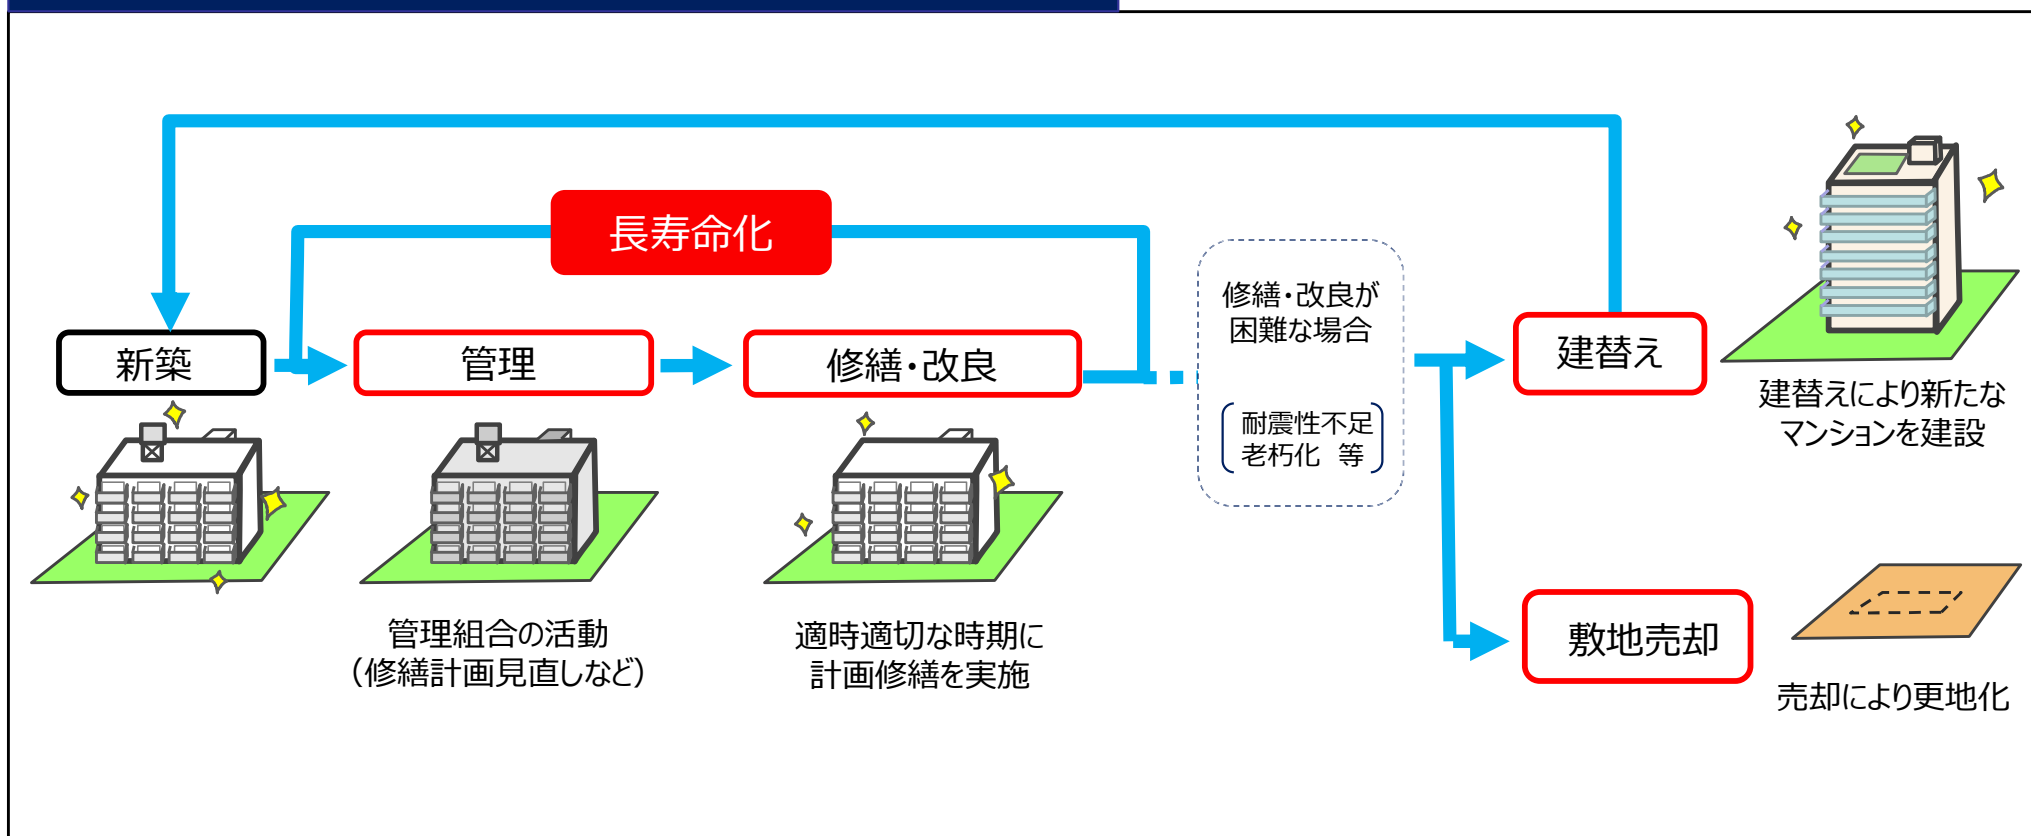 長寿命化
新築
管理
修繕・改良
修繕・改良が
困難な場合
耐震性不足
老朽化 等
建替え
建替えにより新たな
マンションを建設
管理組合の活動
(修繕計画見直しなど)
適時適切な時期に
計画修繕を実施
敷地売却
売却により更地化